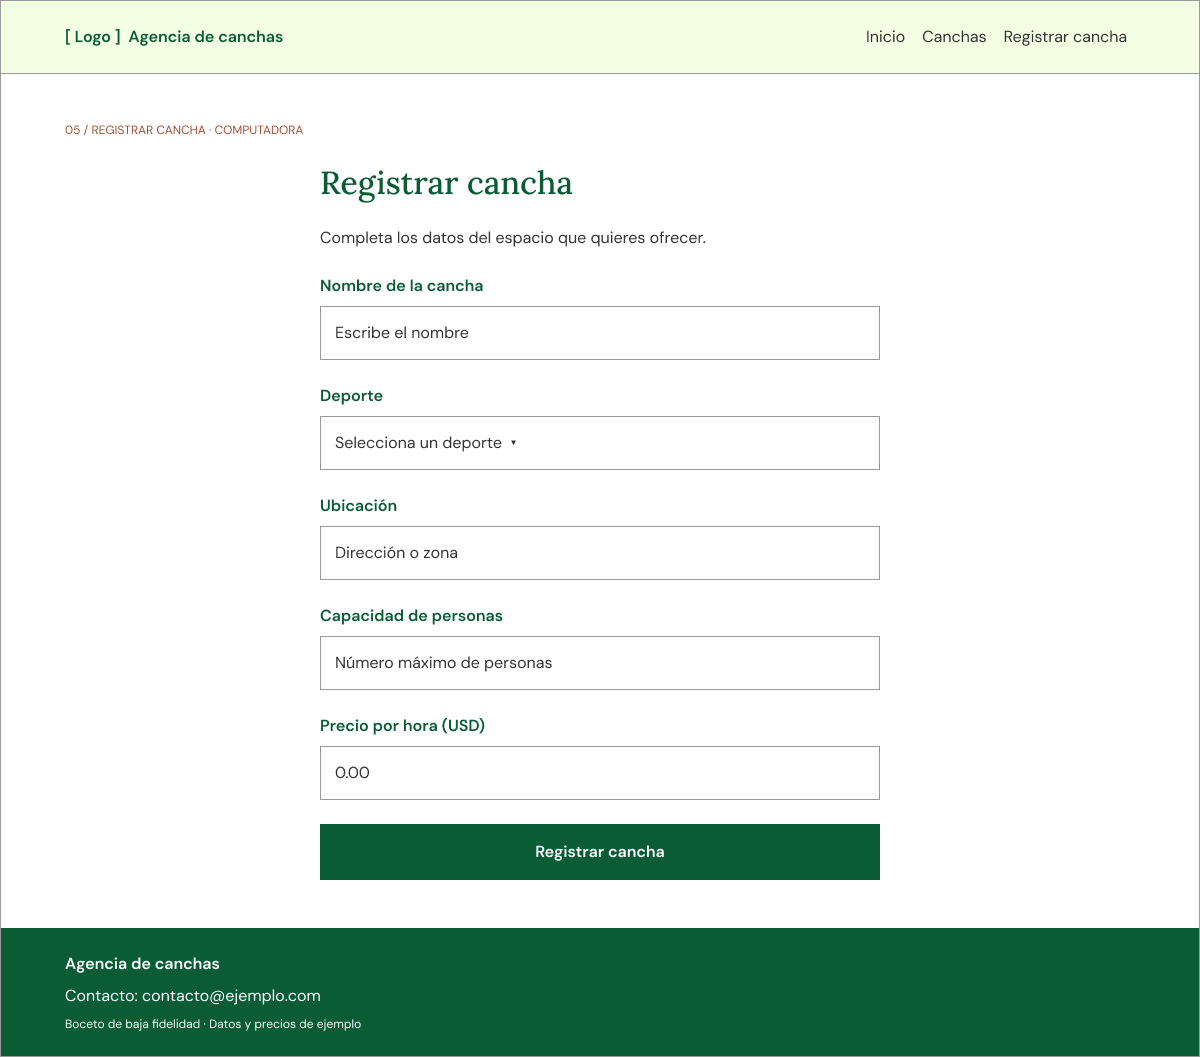 [ Logo ] Agencia de canchas
Inicio Canchas Registrar cancha
05 / REGISTRAR CANCHA · COMPUTADORA
Registrar cancha
Completa los datos del espacio que quieres ofrecer.
Nombre de la cancha
Escribe el nombre
Deporte
Selecciona un deporte ▾
Ubicación
Dirección o zona
Capacidad de personas
Número máximo de personas
Precio por hora (USD)
0.00
Registrar cancha
Agencia de canchas
Contacto: contacto@ejemplo.com
Boceto de baja fidelidad · Datos y precios de ejemplo